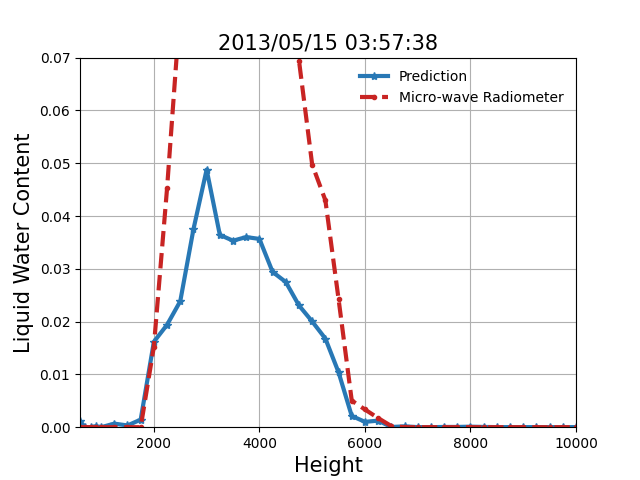 2013/05/15 03:57:38
0.07
0.06
0.05
0.04
0.03
0.02
0.01
0.00
Liquid Water Content
Prediction
Micro-wave Radiometer
2000 4000 6000 8000 10000
Height